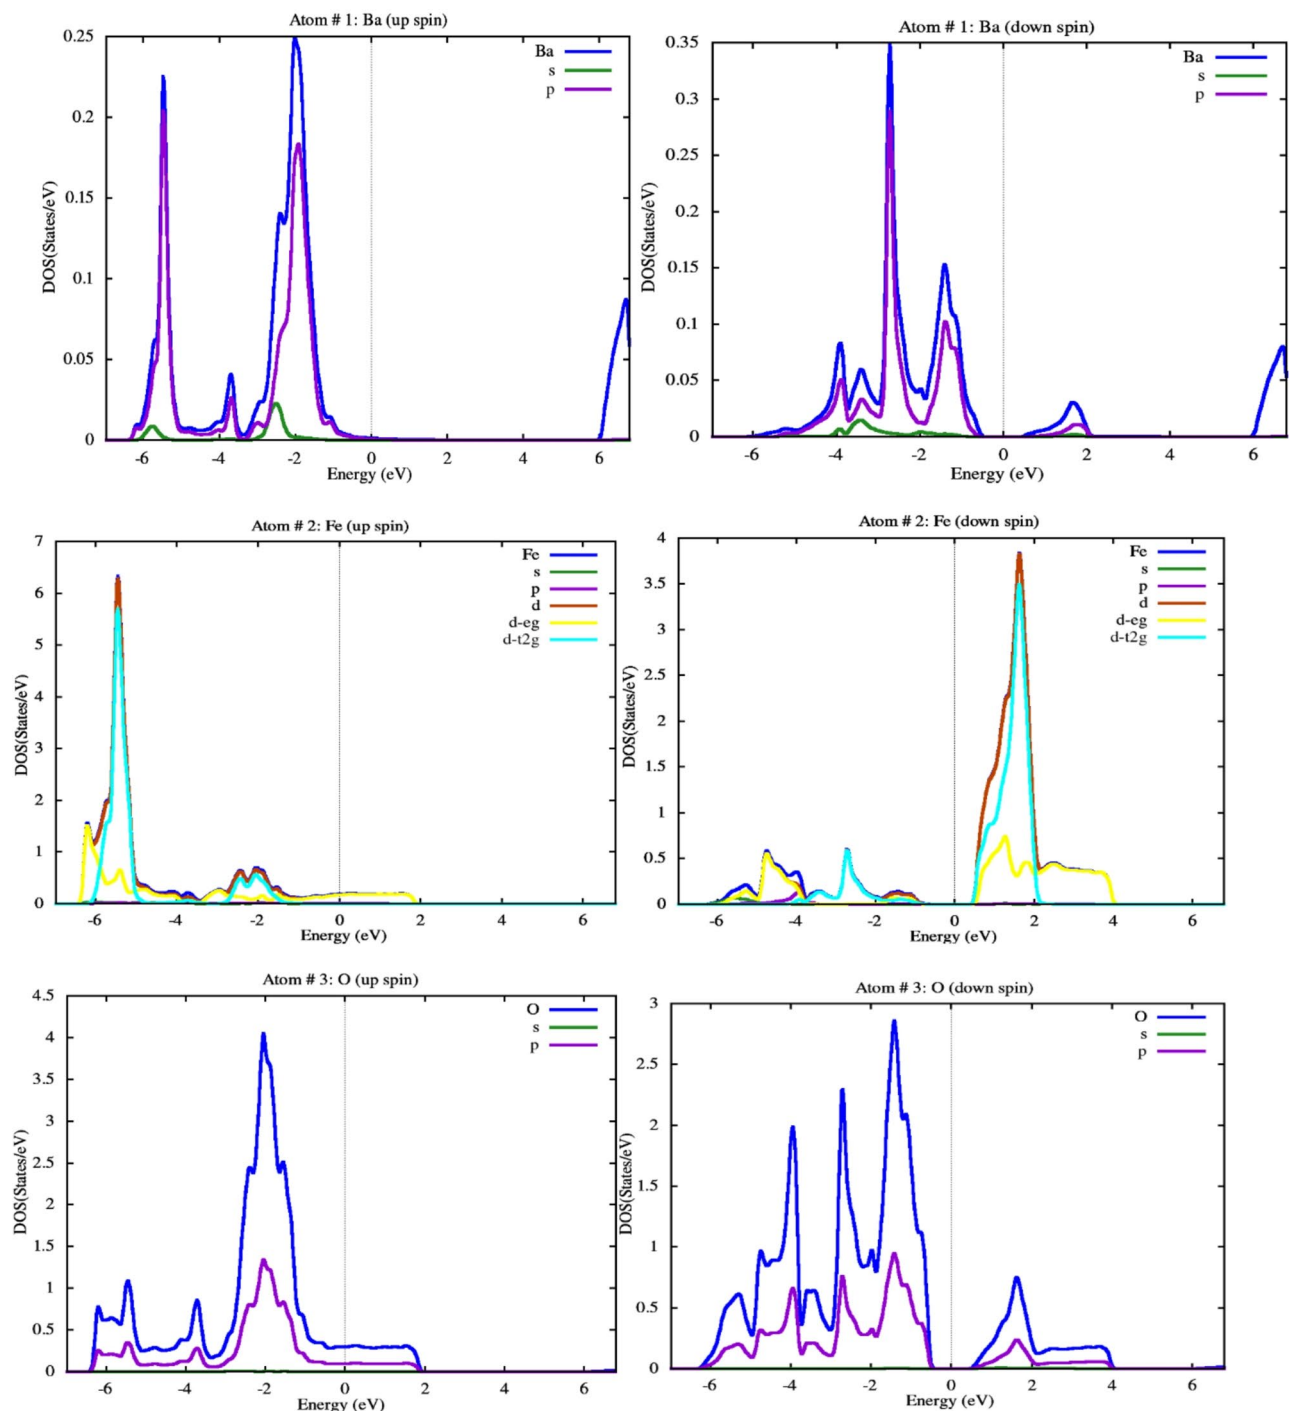 Atom # 1: Ba (up spin)
Ba
s
p
0.25
0.2
0.15
0.1
0.05
0
DOS(States/eV)
-6 -4 -2 0 2 4 6
Energy (eV)
Atom # 1: Ba (down spin)
Ba
s
p
0.35
0.3
0.25
0.2
0.15
0.1
0.05
0
DOS(States/eV)
-6 -4 -2 0 2 4 6
Energy (eV)
Atom # 2: Fe (up spin)
Fe
s
p
d
d-eg
d-t2g
7
6
5
4
3
2
1
0
DOS(States/eV)
-6 -4 -2 0 2 4 6
Energy (eV)
Atom # 2: Fe (down spin)
Fe
s
p
d
d-eg
d-t2g
4
3.5
3
2.5
2
1.5
1
0.5
0
DOS(States/eV)
-6 -4 -2 0 2 4 6
Energy (eV)
Atom # 3: O (up spin)
O
s
p
4.5
4
3.5
3
2.5
2
1.5
1
0.5
0
DOS(States/eV)
-6 -4 -2 0 2 4 6
Energy (eV)
Atom # 3: O (down spin)
O
s
p
3
2.5
2
1.5
1
0.5
0
DOS(States/eV)
-6 -4 -2 0 2 4 6
Energy (eV)